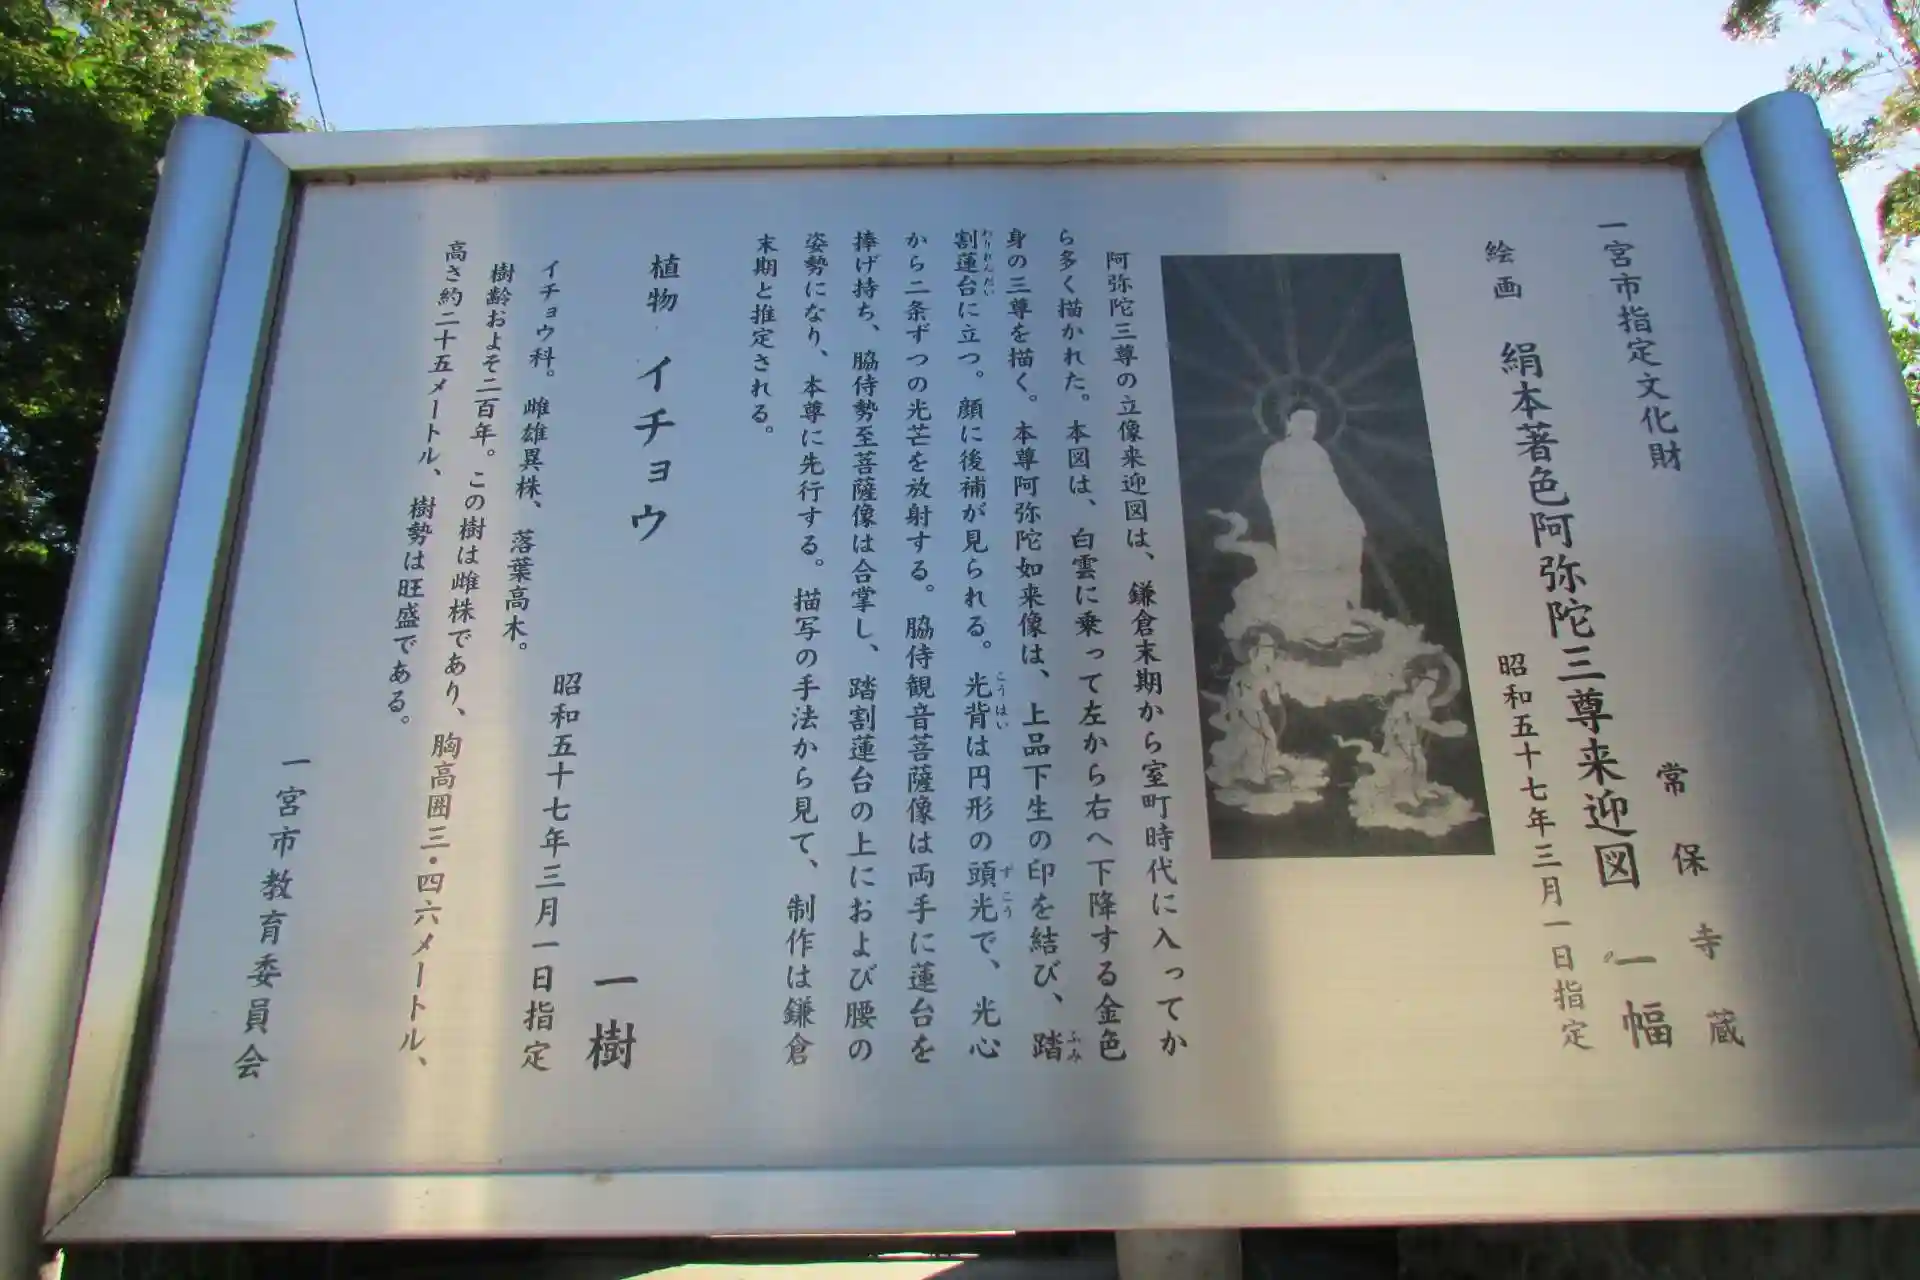 一宮市指定文化財
常保寺蔵
絵画 絹本著色阿弥陀三尊来迎図 一幅
昭和五十七年三月一日指定
阿弥陀三尊の立像来迎図は、鎌倉末期から室町時代に入ってか
ら多く描かれた。本図は、白雲に乗って左から右へ下降する金色
身の三尊を描く。本尊阿弥陀如来像は、上品下生の印を結び、踏
ふみ
割蓮台に立つ。顔に後補が見られる。光背は円形の頭光で、光心
わりれんだい こうはい ずこう
から二条ずつの光芒を放射する。脇侍観音菩薩像は両手に蓮台を
捧げ持ち、脇侍勢至菩薩像は合掌し、踏割蓮台の上におよび腰の
姿勢になり、本尊に先行する。描写の手法から見て、制作は鎌倉
末期と推定される。
植物 イチョウ 一樹
昭和五十七年三月一日指定
イチョウ科。雌雄異株、落葉高木。
樹齢およそ二百年。この樹は雌株であり、胸高囲三・四六メートル、
高さ約二十五メートル、樹勢は旺盛である。
一宮市教育委員会